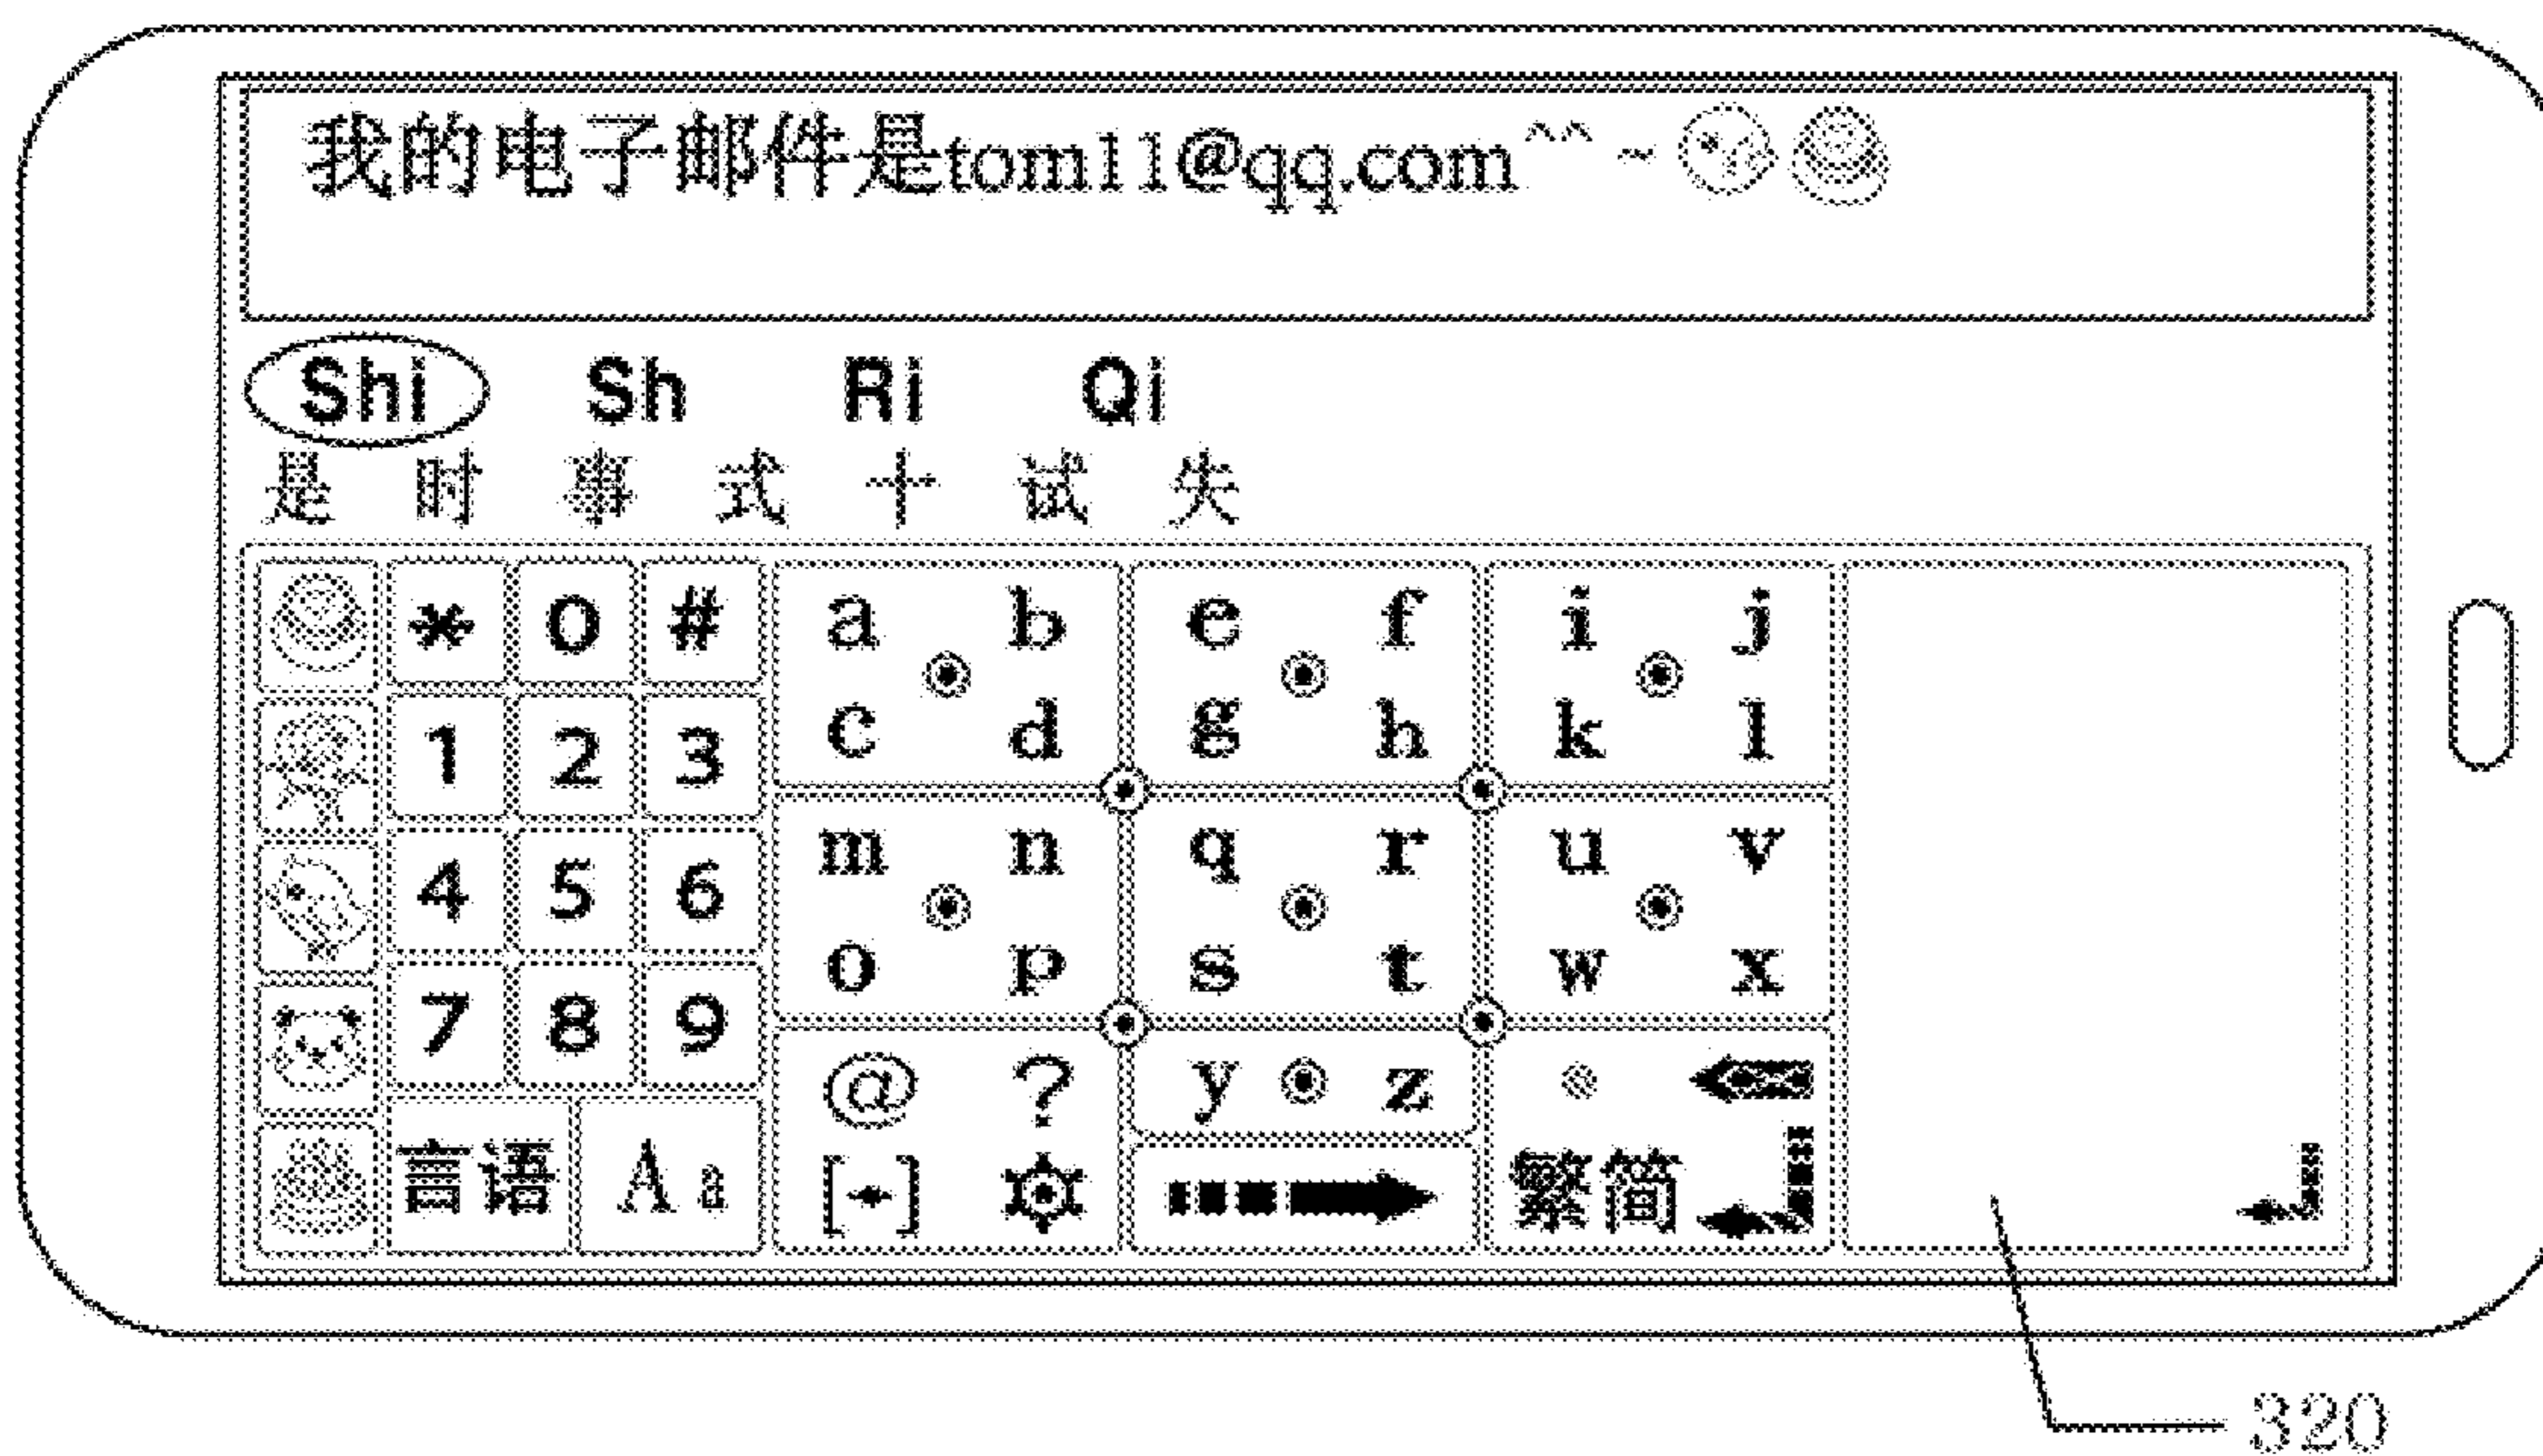 我的电子邮件是tom11@qq.com^^ ~
Shi Sh Ri Qi
是 时 事 式 十 试 失
* 0 # a b e f i j
1 2 3 c d g h k l
4 5 6 m n q r u v
7 8 9 o p s t w x
@ ? y z
言语 A a [-] 繁简
320